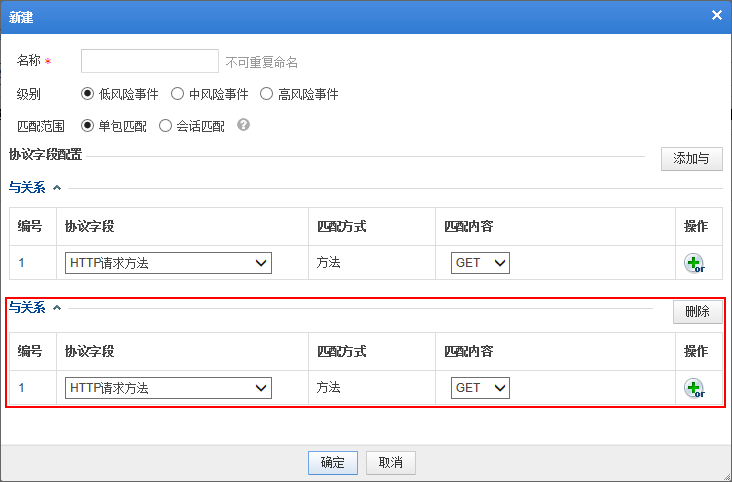 新建
名称 * 不可重复命名
级别 低风险事件 中风险事件 高风险事件
匹配范围 单包匹配 会话匹配 ?
协议字段配置 添加与
与关系
编号 协议字段 匹配方式 匹配内容 操作
1 HTTP请求方法 方法 GET or
与关系 删除
编号 协议字段 匹配方式 匹配内容 操作
1 HTTP请求方法 方法 GET or
确定 取消